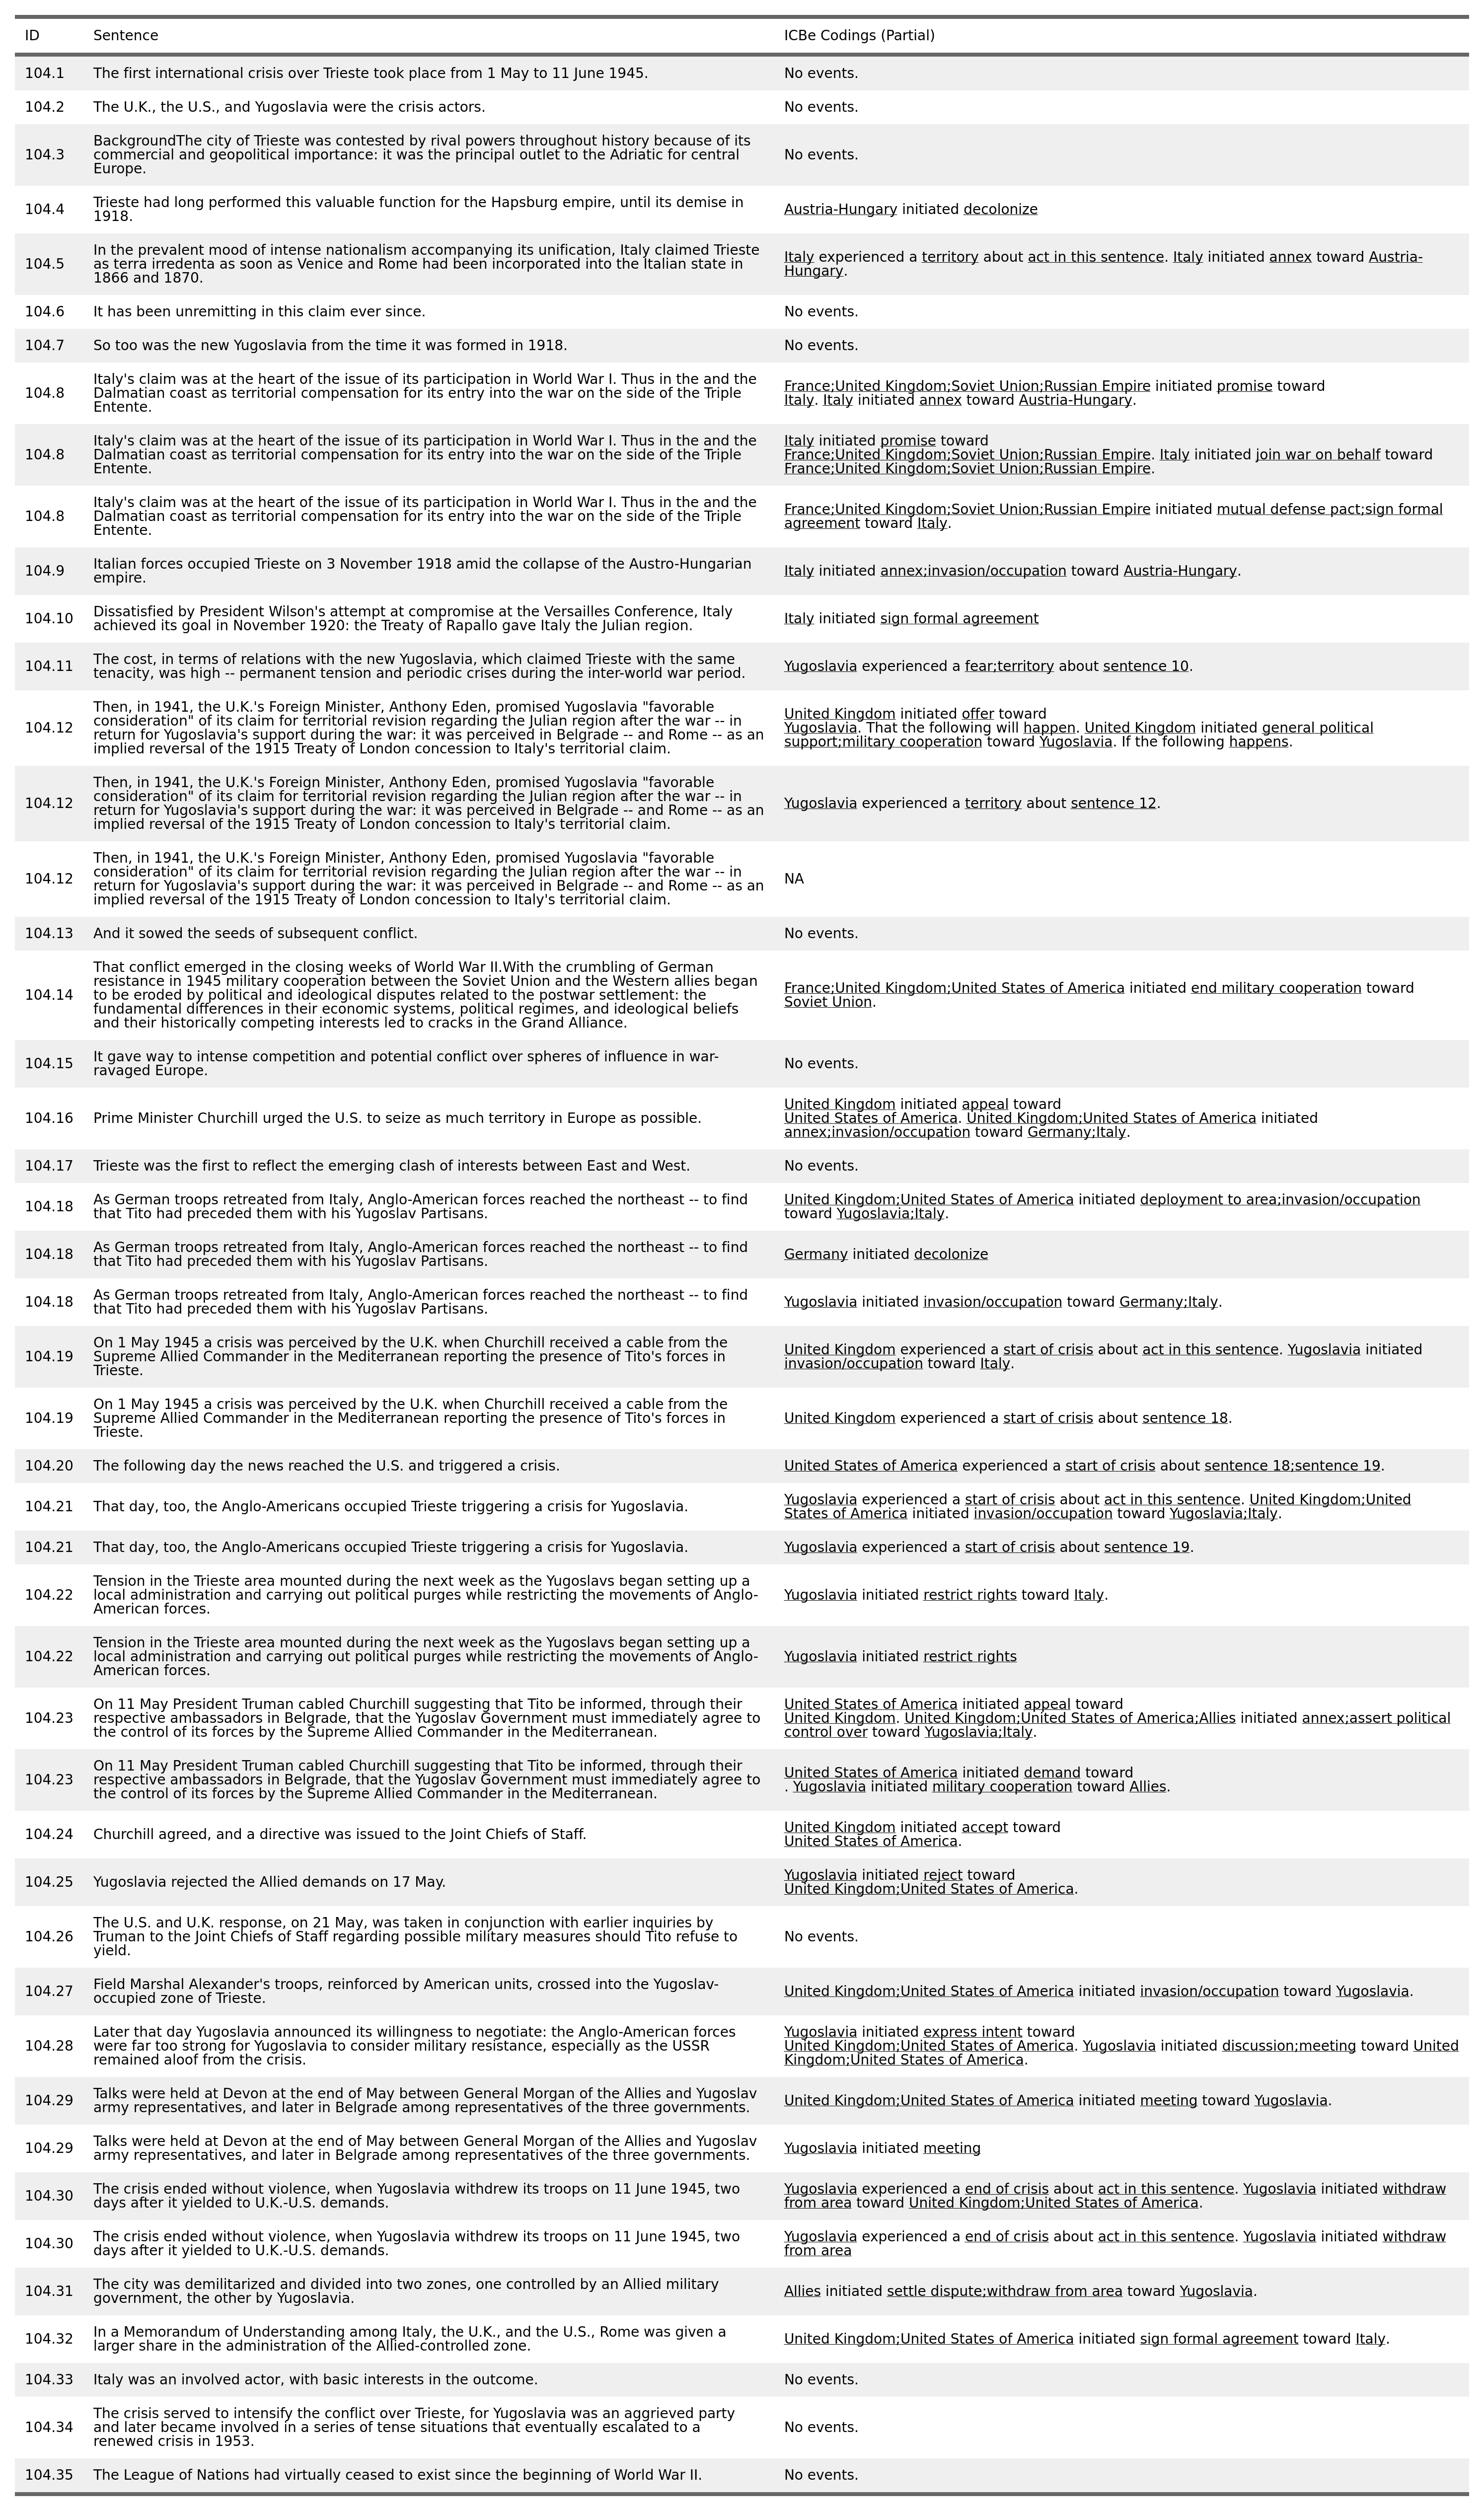 ID Sentence ICBe Codings (Partial)
104.1 The first international crisis over Trieste took place from 1 May to 11 June 1945. No events.
104.2 The U.K., the U.S., and Yugoslavia were the crisis actors. No events.
BackgroundThe city of Trieste was contested by rival powers throughout history because of its
104.3 commercial and geopolitical importance: it was the principal outlet to the Adriatic for central No events.
Europe.
Trieste had long performed this valuable function for the Hapsburg empire, until its demise in
104.4 Austria-Hungary initiated decolonize
1918.
In the prevalent mood of intense nationalism accompanying its unification, Italy claimed Trieste
104.5 as terra irredenta as soon as Venice and Rome had been incorporated into the Italian state in
1866 and 1870.
Italy experienced a territory about act in this sentence. Italy initiated annex toward Austria-
Hungary.
104.6 It has been unremitting in this claim ever since. No events.
104.7 So too was the new Yugoslavia from the time it was formed in 1918. No events.
104.8 Italy's claim was at the heart of the issue of its participation in World War I. Thus in the and the
Dalmatian coast as territorial compensation for its entry into the war on the side of the Triple
Entente.
France;United Kingdom;Soviet Union;Russian Empire initiated promise toward
Italy. Italy initiated annex toward Austria-Hungary.
104.8 Italy's claim was at the heart of the issue of its participation in World War I. Thus in the and the
Dalmatian coast as territorial compensation for its entry into the war on the side of the Triple
Entente.
Italy initiated promise toward
France;United Kingdom;Soviet Union;Russian Empire. Italy initiated join war on behalf toward
France;United Kingdom;Soviet Union;Russian Empire.
104.8 Italy's claim was at the heart of the issue of its participation in World War I. Thus in the and the
Dalmatian coast as territorial compensation for its entry into the war on the side of the Triple
Entente.
France;United Kingdom;Soviet Union;Russian Empire initiated mutual defense pact;sign formal
agreement toward Italy.
104.9 Italian forces occupied Trieste on 3 November 1918 amid the collapse of the Austro-Hungarian
empire.
Italy initiated annex;invasion/occupation toward Austria-Hungary.
104.10 Dissatisfied by President Wilson's attempt at compromise at the Versailles Conference, Italy
achieved its goal in November 1920: the Treaty of Rapallo gave Italy the Julian region.
Italy initiated sign formal agreement
104.11 The cost, in terms of relations with the new Yugoslavia, which claimed Trieste with the same
tenacity, was high -- permanent tension and periodic crises during the inter-world war period.
Yugoslavia experienced a fear;territory about sentence 10.
104.12 Then, in 1941, the U.K.'s Foreign Minister, Anthony Eden, promised Yugoslavia "favorable
consideration" of its claim for territorial revision regarding the Julian region after the war -- in
return for Yugoslavia's support during the war: it was perceived in Belgrade -- and Rome -- as an
implied reversal of the 1915 Treaty of London concession to Italy's territorial claim.
United Kingdom initiated offer toward
Yugoslavia. That the following will happen. United Kingdom initiated general political
support;military cooperation toward Yugoslavia. If the following happens.
104.12 Then, in 1941, the U.K.'s Foreign Minister, Anthony Eden, promised Yugoslavia "favorable
consideration" of its claim for territorial revision regarding the Julian region after the war -- in
return for Yugoslavia's support during the war: it was perceived in Belgrade -- and Rome -- as an
implied reversal of the 1915 Treaty of London concession to Italy's territorial claim.
Yugoslavia experienced a territory about sentence 12.
104.12 Then, in 1941, the U.K.'s Foreign Minister, Anthony Eden, promised Yugoslavia "favorable
consideration" of its claim for territorial revision regarding the Julian region after the war -- in
return for Yugoslavia's support during the war: it was perceived in Belgrade -- and Rome -- as an
implied reversal of the 1915 Treaty of London concession to Italy's territorial claim.
NA
104.13 And it sowed the seeds of subsequent conflict. No events.
104.14 That conflict emerged in the closing weeks of World War II.With the crumbling of German
resistance in 1945 military cooperation between the Soviet Union and the Western allies began
to be eroded by political and ideological disputes related to the postwar settlement: the
fundamental differences in their economic systems, political regimes, and ideological beliefs
and their historically competing interests led to cracks in the Grand Alliance.
France;United Kingdom;United States of America initiated end military cooperation toward
Soviet Union.
104.15 It gave way to intense competition and potential conflict over spheres of influence in war-
ravaged Europe.
No events.
104.16 Prime Minister Churchill urged the U.S. to seize as much territory in Europe as possible.
United Kingdom initiated appeal toward
United States of America. United Kingdom;United States of America initiated
annex;invasion/occupation toward Germany;Italy.
104.17 Trieste was the first to reflect the emerging clash of interests between East and West. No events.
104.18 As German troops retreated from Italy, Anglo-American forces reached the northeast -- to find
that Tito had preceded them with his Yugoslav Partisans.
United Kingdom;United States of America initiated deployment to area;invasion/occupation
toward Yugoslavia;Italy.
104.18 As German troops retreated from Italy, Anglo-American forces reached the northeast -- to find
that Tito had preceded them with his Yugoslav Partisans.
Germany initiated decolonize
104.18 As German troops retreated from Italy, Anglo-American forces reached the northeast -- to find
that Tito had preceded them with his Yugoslav Partisans.
Yugoslavia initiated invasion/occupation toward Germany;Italy.
104.19 On 1 May 1945 a crisis was perceived by the U.K. when Churchill received a cable from the
Supreme Allied Commander in the Mediterranean reporting the presence of Tito's forces in
Trieste.
United Kingdom experienced a start of crisis about act in this sentence. Yugoslavia initiated
invasion/occupation toward Italy.
104.19 On 1 May 1945 a crisis was perceived by the U.K. when Churchill received a cable from the
Supreme Allied Commander in the Mediterranean reporting the presence of Tito's forces in
Trieste.
United Kingdom experienced a start of crisis about sentence 18.
104.20 The following day the news reached the U.S. and triggered a crisis. United States of America experienced a start of crisis about sentence 18;sentence 19.
104.21 That day, too, the Anglo-Americans occupied Trieste triggering a crisis for Yugoslavia.
Yugoslavia experienced a start of crisis about act in this sentence. United Kingdom;United
States of America initiated invasion/occupation toward Yugoslavia;Italy.
104.21 That day, too, the Anglo-Americans occupied Trieste triggering a crisis for Yugoslavia. Yugoslavia experienced a start of crisis about sentence 19.
104.22 Tension in the Trieste area mounted during the next week as the Yugoslavs began setting up a
local administration and carrying out political purges while restricting the movements of Anglo-
American forces.
Yugoslavia initiated restrict rights toward Italy.
104.22 Tension in the Trieste area mounted during the next week as the Yugoslavs began setting up a
local administration and carrying out political purges while restricting the movements of Anglo-
American forces.
Yugoslavia initiated restrict rights
104.23 On 11 May President Truman cabled Churchill suggesting that Tito be informed, through their
respective ambassadors in Belgrade, that the Yugoslav Government must immediately agree to
the control of its forces by the Supreme Allied Commander in the Mediterranean.
United States of America initiated appeal toward
United Kingdom. United Kingdom;United States of America;Allies initiated annex;assert political
control over toward Yugoslavia;Italy.
104.23 On 11 May President Truman cabled Churchill suggesting that Tito be informed, through their
respective ambassadors in Belgrade, that the Yugoslav Government must immediately agree to
the control of its forces by the Supreme Allied Commander in the Mediterranean.
United States of America initiated demand toward
. Yugoslavia initiated military cooperation toward Allies.
104.24 Churchill agreed, and a directive was issued to the Joint Chiefs of Staff.
United Kingdom initiated accept toward
United States of America.
104.25 Yugoslavia rejected the Allied demands on 17 May.
Yugoslavia initiated reject toward
United Kingdom;United States of America.
104.26 The U.S. and U.K. response, on 21 May, was taken in conjunction with earlier inquiries by
Truman to the Joint Chiefs of Staff regarding possible military measures should Tito refuse to
yield.
No events.
104.27 Field Marshal Alexander's troops, reinforced by American units, crossed into the Yugoslav-
occupied zone of Trieste.
United Kingdom;United States of America initiated invasion/occupation toward Yugoslavia.
104.28 Later that day Yugoslavia announced its willingness to negotiate: the Anglo-American forces
were far too strong for Yugoslavia to consider military resistance, especially as the USSR
remained aloof from the crisis.
Yugoslavia initiated express intent toward
United Kingdom;United States of America. Yugoslavia initiated discussion;meeting toward United
Kingdom;United States of America.
104.29 Talks were held at Devon at the end of May between General Morgan of the Allies and Yugoslav
army representatives, and later in Belgrade among representatives of the three governments.
United Kingdom;United States of America initiated meeting toward Yugoslavia.
104.29 Talks were held at Devon at the end of May between General Morgan of the Allies and Yugoslav
army representatives, and later in Belgrade among representatives of the three governments.
Yugoslavia initiated meeting
104.30 The crisis ended without violence, when Yugoslavia withdrew its troops on 11 June 1945, two
days after it yielded to U.K.-U.S. demands.
Yugoslavia experienced a end of crisis about act in this sentence. Yugoslavia initiated withdraw
from area toward United Kingdom;United States of America.
104.30 The crisis ended without violence, when Yugoslavia withdrew its troops on 11 June 1945, two
days after it yielded to U.K.-U.S. demands.
Yugoslavia experienced a end of crisis about act in this sentence. Yugoslavia initiated withdraw
from area
104.31 The city was demilitarized and divided into two zones, one controlled by an Allied military
government, the other by Yugoslavia.
Allies initiated settle dispute;withdraw from area toward Yugoslavia.
104.32 In a Memorandum of Understanding among Italy, the U.K., and the U.S., Rome was given a
larger share in the administration of the Allied-controlled zone.
United Kingdom;United States of America initiated sign formal agreement toward Italy.
104.33 Italy was an involved actor, with basic interests in the outcome. No events.
104.34 The crisis served to intensify the conflict over Trieste, for Yugoslavia was an aggrieved party
and later became involved in a series of tense situations that eventually escalated to a
renewed crisis in 1953.
No events.
104.35 The League of Nations had virtually ceased to exist since the beginning of World War II. No events.